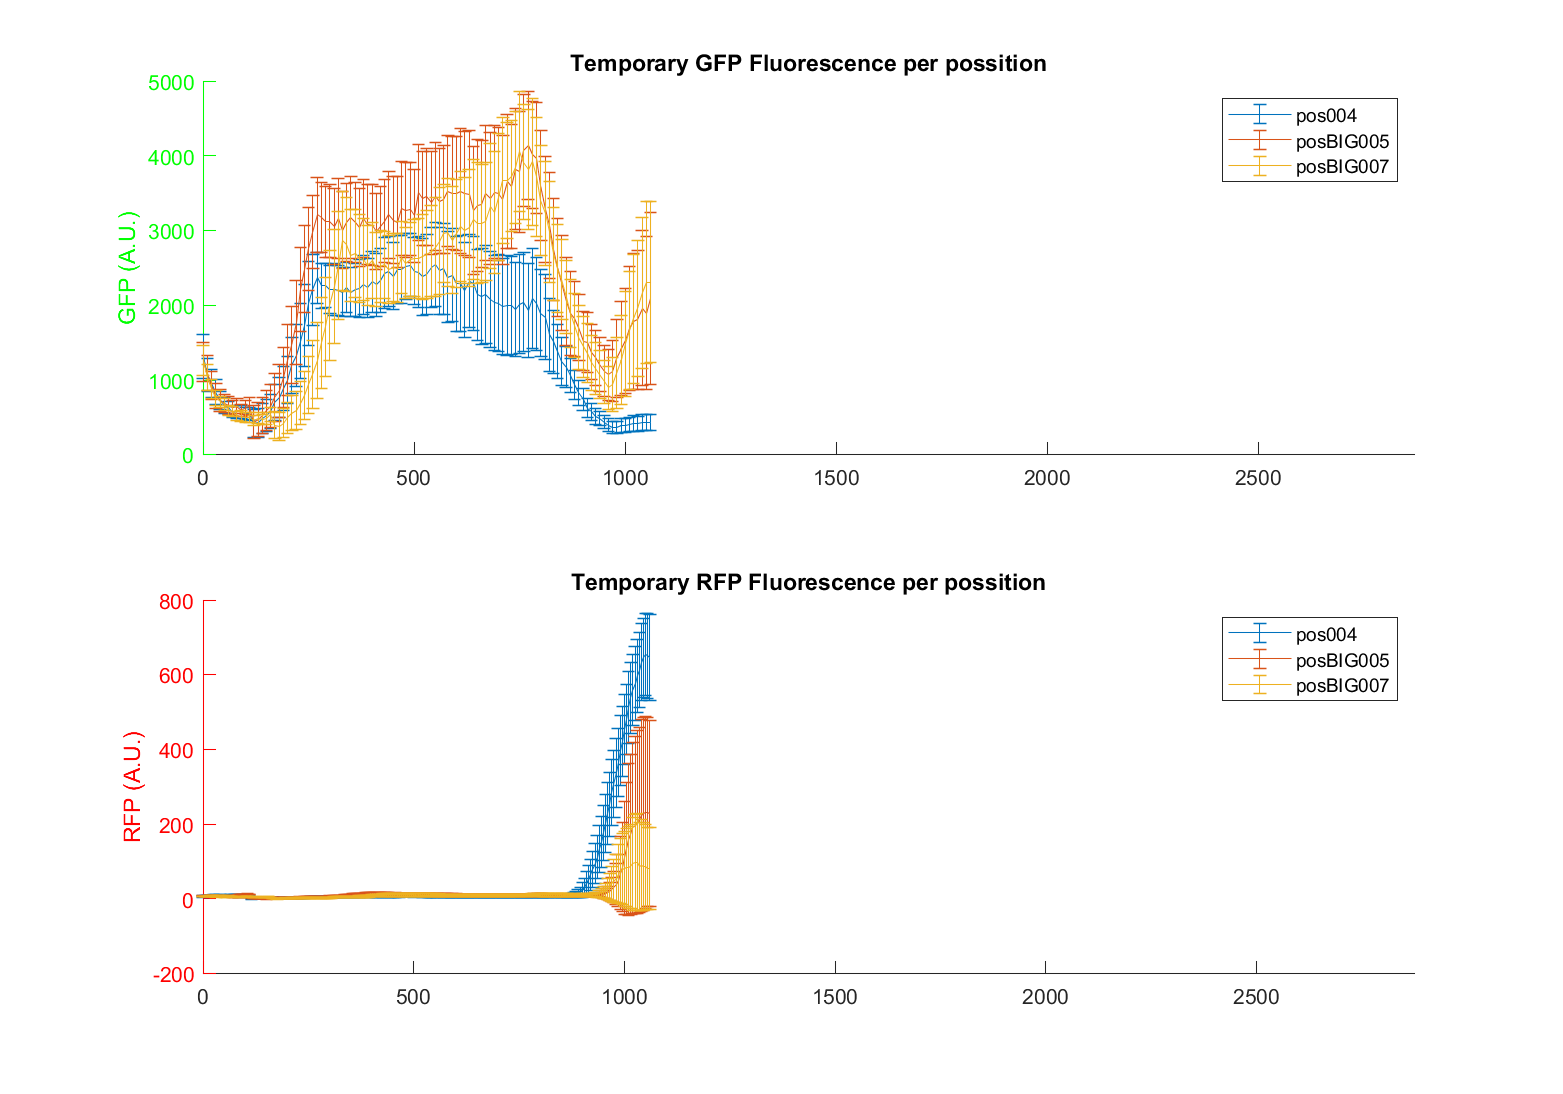 Temporary GFP Fluorescence per possition
5000
4000
3000
2000
1000
0
GFP (A.U.)
0 500 1000 1500 2000 2500
pos004
posBIG005
posBIG007
Temporary RFP Fluorescence per possition
800
600
400
200
0
-200
RFP (A.U.)
0 500 1000 1500 2000 2500
pos004
posBIG005
posBIG007